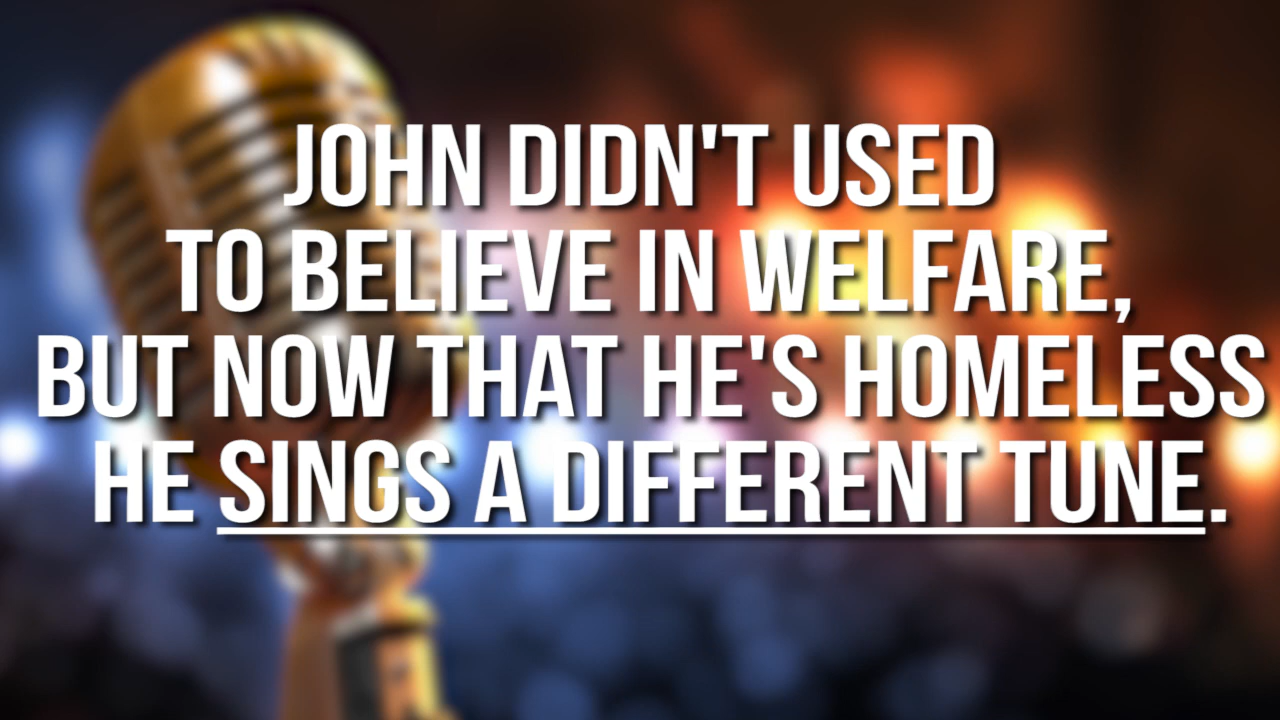 JOHN DIDN'T USED
TO BELIEVE IN WELFARE,
BUT NOW THAT HE'S HOMELESS
HE SINGS A DIFFERENT TUNE.